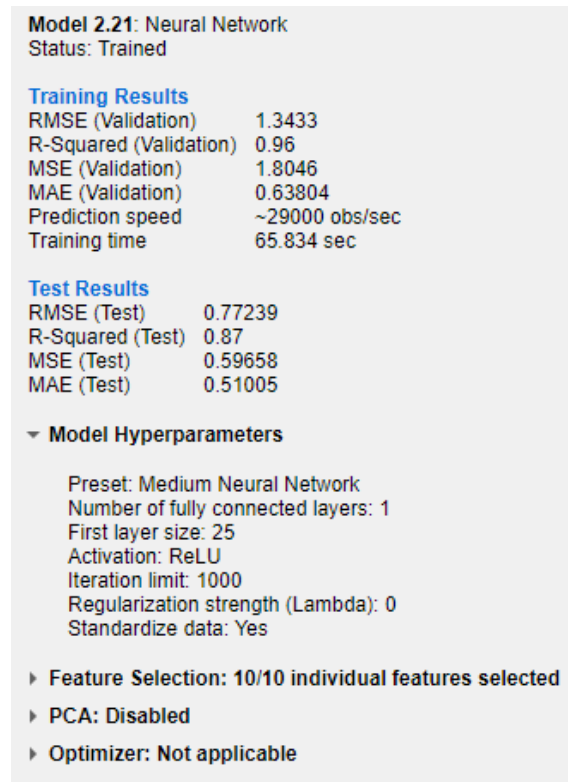 Model 2.21: Neural Network
Status: Trained
Training Results
RMSE (Validation) 1.3433
R-Squared (Validation) 0.96
MSE (Validation) 1.8046
MAE (Validation) 0.63804
Prediction speed ~29000 obs/sec
Training time 65.834 sec
Test Results
RMSE (Test) 0.77239
R-Squared (Test) 0.87
MSE (Test) 0.59658
MAE (Test) 0.51005
Model Hyperparameters
Preset: Medium Neural Network
Number of fully connected layers: 1
First layer size: 25
Activation: ReLU
Iteration limit: 1000
Regularization strength (Lambda): 0
Standardize data: Yes
Feature Selection: 10/10 individual features selected
PCA: Disabled
Optimizer: Not applicable